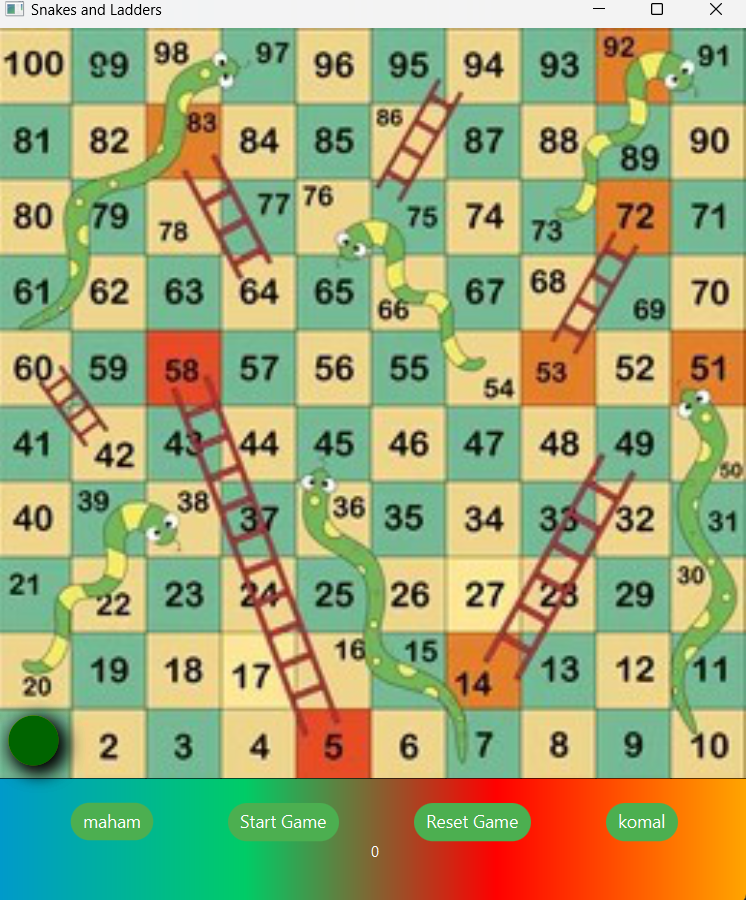 Snakes and Ladders
100 99 98 97 96 95 94 93 92 91
81 82 83 84 85 86 87 88 89 90
80 79 78 77 76 75 74 73 72 71
61 62 63 64 65 66 67 68 69 70
60 59 58 57 56 55 54 53 52 51
41 42 43 44 45 46 47 48 49 50
40 39 38 37 36 35 34 33 32 31
21 22 23 24 25 26 27 28 29 30
20 19 18 17 16 15 14 13 12 11
2 3 4 5 6 7 8 9 10
maham Start Game Reset Game komal
0